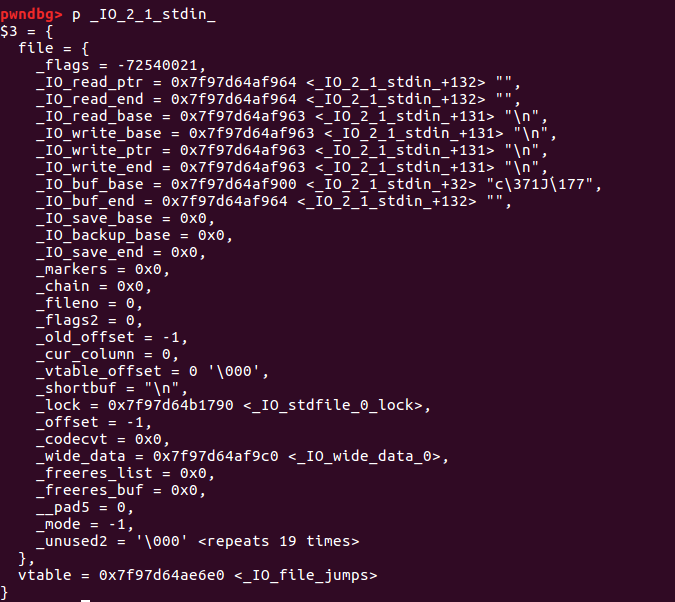 pwndbg> p _IO_2_1_stdin_
$3 = {
  file = {
    _flags = -72540021,
    _IO_read_ptr = 0x7f97d64af964 <_IO_2_1_stdin_+132> "",
    _IO_read_end = 0x7f97d64af964 <_IO_2_1_stdin_+132> "",
    _IO_read_base = 0x7f97d64af963 <_IO_2_1_stdin_+131> "\n",
    _IO_write_base = 0x7f97d64af963 <_IO_2_1_stdin_+131> "\n",
    _IO_write_ptr = 0x7f97d64af963 <_IO_2_1_stdin_+131> "\n",
    _IO_write_end = 0x7f97d64af963 <_IO_2_1_stdin_+131> "\n",
    _IO_buf_base = 0x7f97d64af900 <_IO_2_1_stdin_+32> "c\371J\177",
    _IO_buf_end = 0x7f97d64af964 <_IO_2_1_stdin_+132> "",
    _IO_save_base = 0x0,
    _IO_backup_base = 0x0,
    _IO_save_end = 0x0,
    _markers = 0x0,
    _chain = 0x0,
    _fileno = 0,
    _flags2 = 0,
    _old_offset = -1,
    _cur_column = 0,
    _vtable_offset = 0 '\000',
    _shortbuf = "\n",
    _lock = 0x7f97d64b1790 <_IO_stdfile_0_lock>,
    _offset = -1,
    _codecvt = 0x0,
    _wide_data = 0x7f97d64af9c0 <_IO_wide_data_0>,
    _freeres_list = 0x0,
    _freeres_buf = 0x0,
    __pad5 = 0,
    _mode = -1,
    _unused2 = '\000' <repeats 19 times>
  },
  vtable = 0x7f97d64ae6e0 <_IO_file_jumps>
}